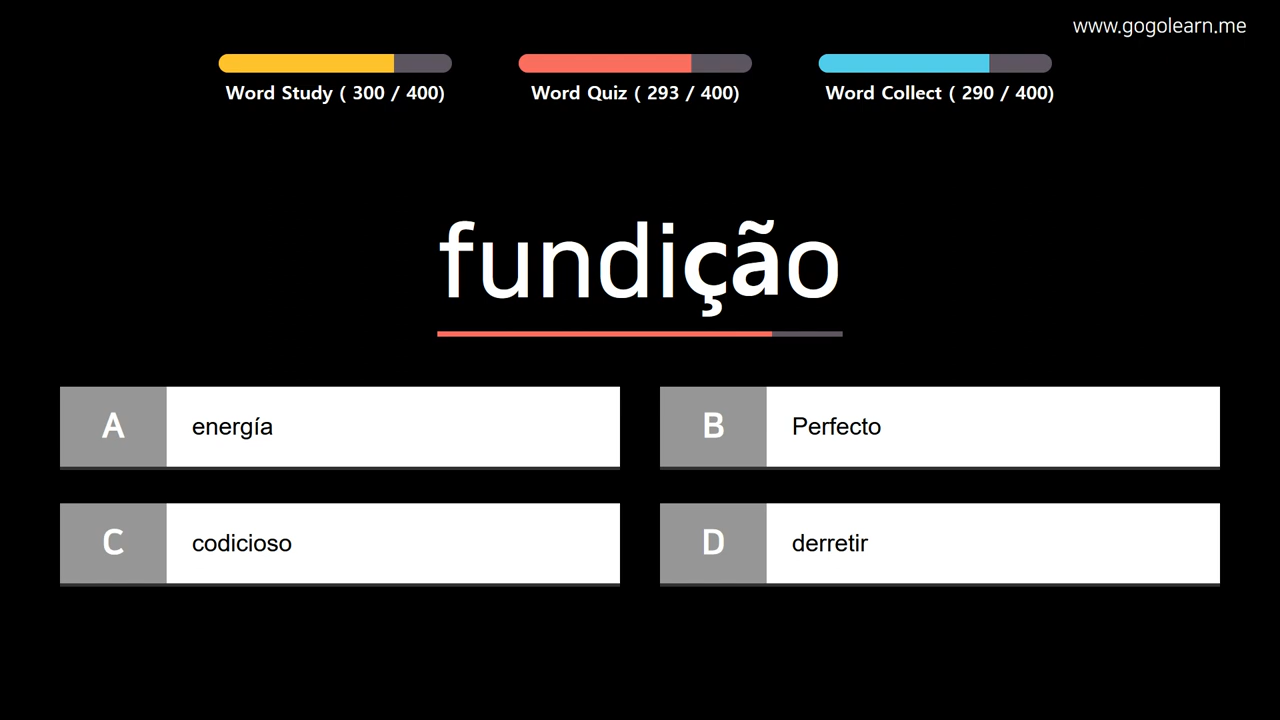 www.gogolearn.me
Word Study ( 300 / 400)
Word Quiz ( 293 / 400)
Word Collect ( 290 / 400)
fundição
A energía
B Perfecto
C codicioso
D derretir